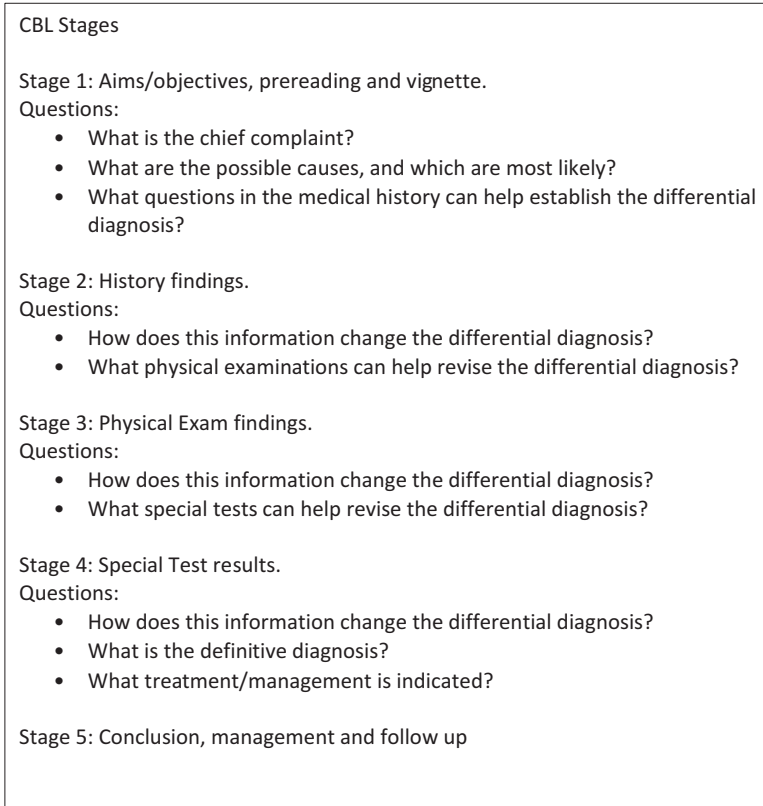 CBL Stages
Stage 1: Aims/objectives, prereading and vignette.
Questions:
• What is the chief complaint?
• What are the possible causes, and which are most likely?
• What questions in the medical history can help establish the differential
diagnosis?
Stage 2: History findings.
Questions:
• How does this information change the differential diagnosis?
• What physical examinations can help revise the differential diagnosis?
Stage 3: Physical Exam findings.
Questions:
• How does this information change the differential diagnosis?
• What special tests can help revise the differential diagnosis?
Stage 4: Special Test results.
Questions:
• How does this information change the differential diagnosis?
• What is the definitive diagnosis?
• What treatment/management is indicated?
Stage 5: Conclusion, management and follow up